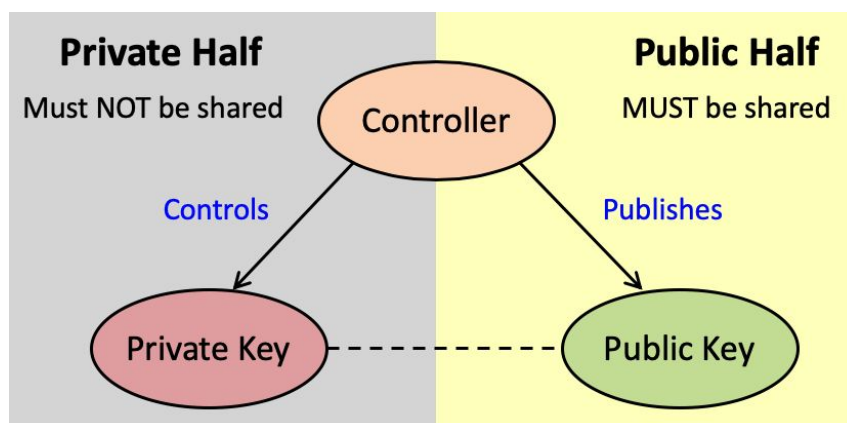 Private Half
Public Half
Must NOT be shared
MUST be shared
Controller
Controls
Publishes
Private Key
Public Key